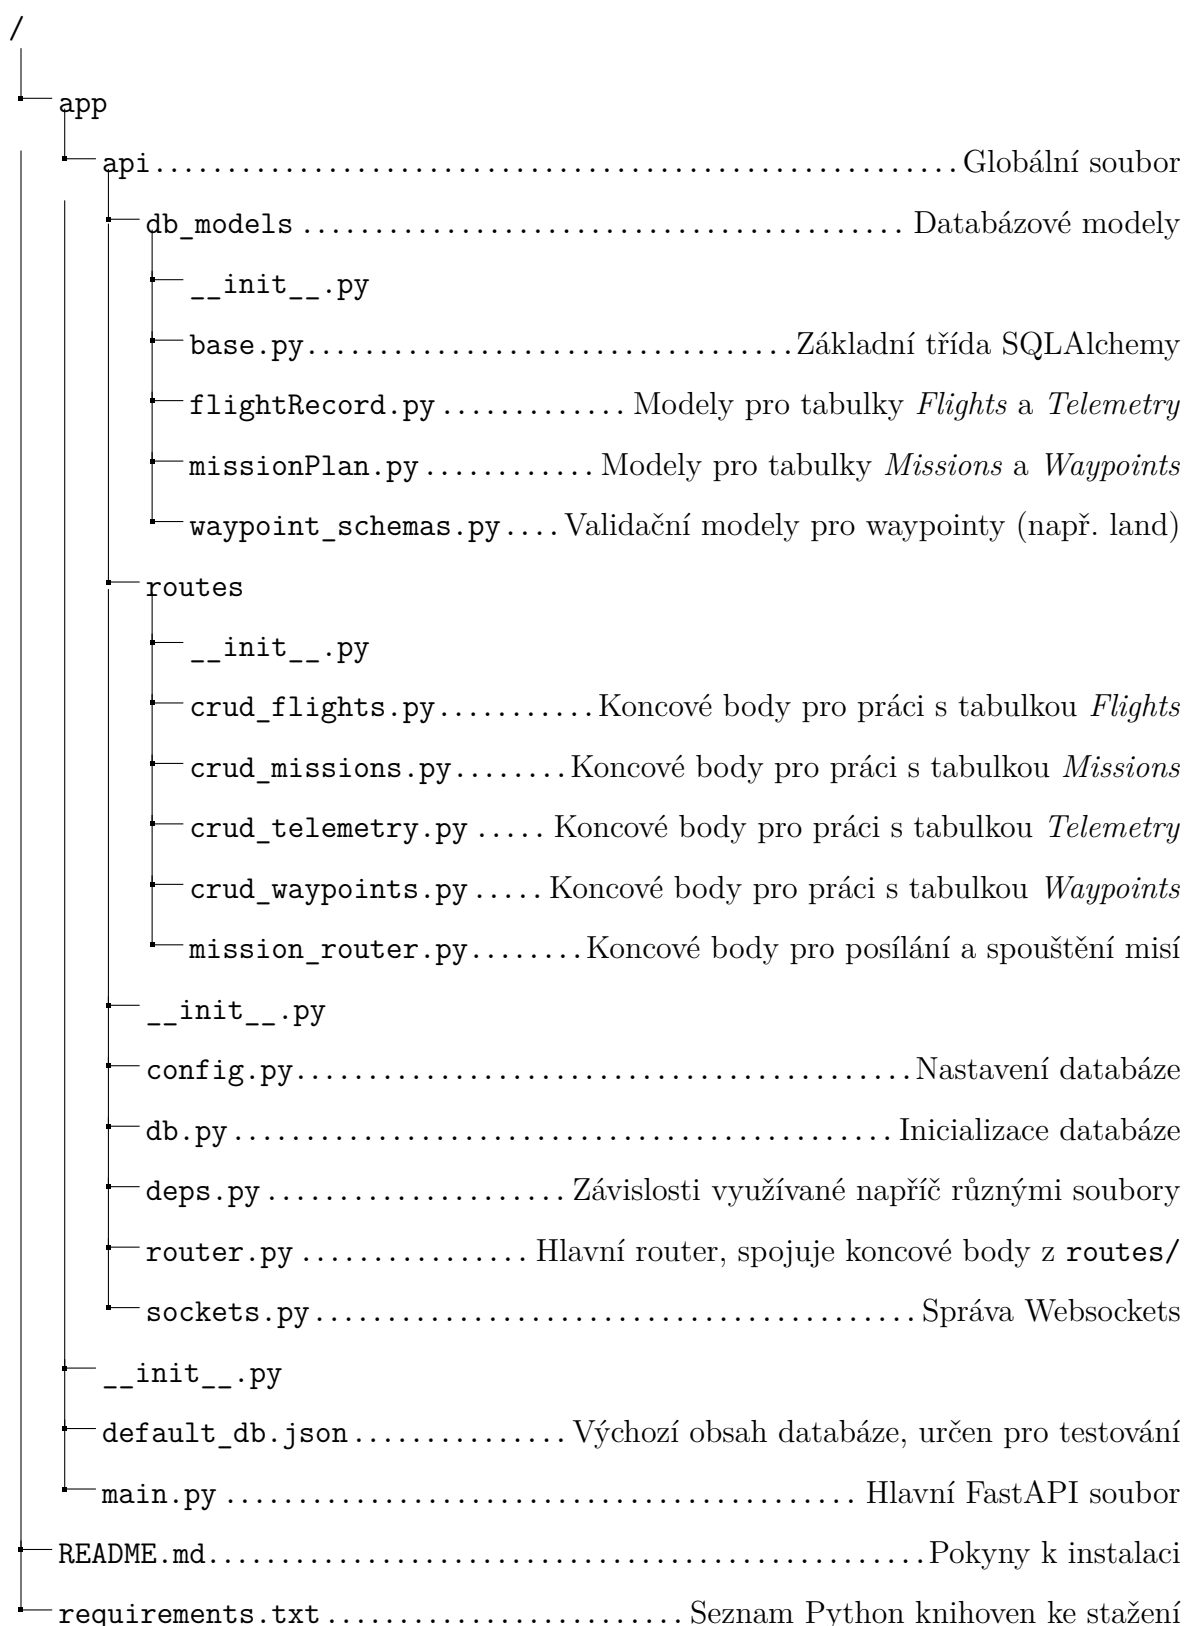 /
app
api Globální soubor
db_models Databázové modely
__init__.py
base.py Základní třída SQLAlchemy
flightRecord.py Modely pro tabulky Flights a Telemetry
missionPlan.py Modely pro tabulky Missions a Waypoints
waypoint_schemas.py Validační modely pro waypointy (např. land)
routes
__init__.py
crud_flights.py Koncové body pro práci s tabulkou Flights
crud_missions.py Koncové body pro práci s tabulkou Missions
crud_telemetry.py Koncové body pro práci s tabulkou Telemetry
crud_waypoints.py Koncové body pro práci s tabulkou Waypoints
mission_router.py Koncové body pro posílání a spouštění misí
__init__.py
config.py Nastavení databáze
db.py Inicializace databáze
deps.py Závislosti využívané napříč různými soubory
router.py Hlavní router, spojuje koncové body z routes/
sockets.py Správa Websockets
__init__.py
default_db.json Výchozí obsah databáze, určen pro testování
main.py Hlavní FastAPI soubor
README.md Pokyny k instalaci
requirements.txt Seznam Python knihoven ke stažení